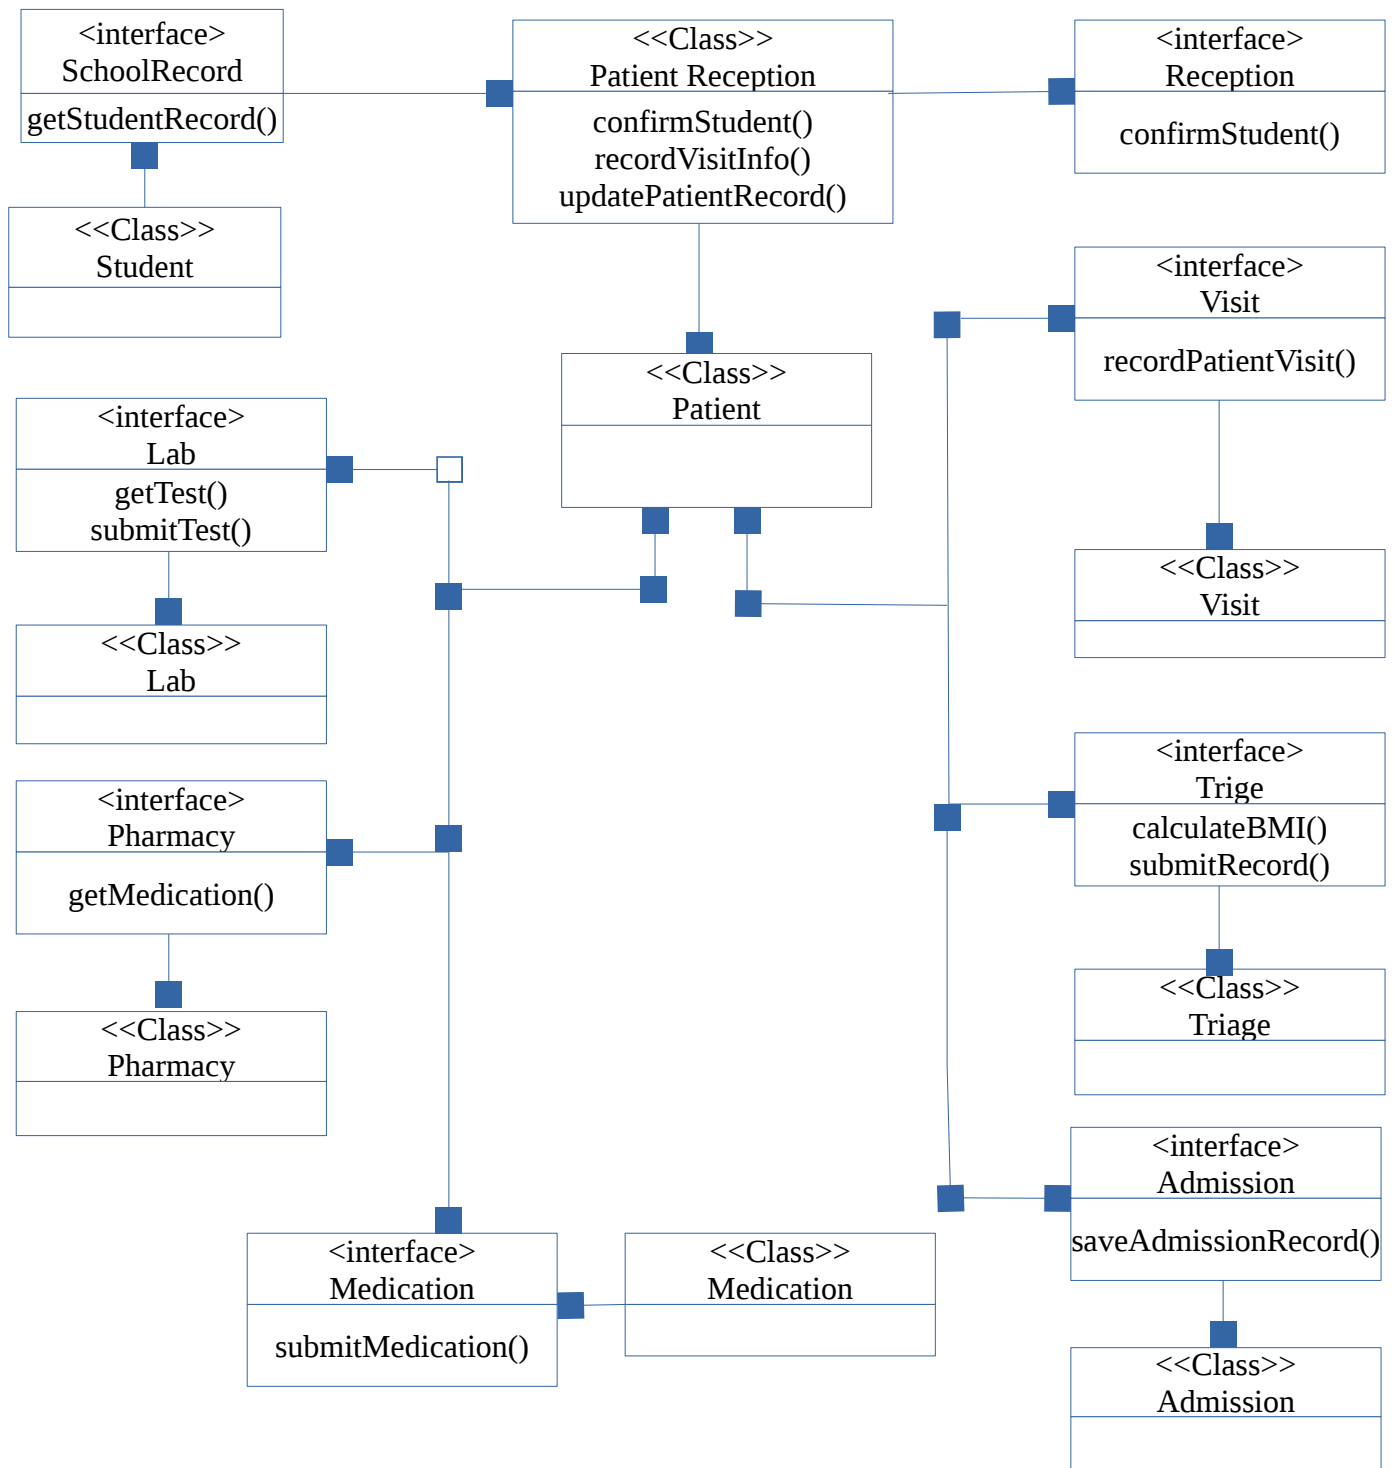 <interface>
SchoolRecord
getStudentRecord()
<<Class>>
Patient Reception
confirmStudent()
recordVisitInfo()
updatePatientRecord()
<interface>
Reception
confirmStudent()
<<Class>>
Student
<interface>
Visit
recordPatientVisit()
<<Class>>
Patient
<interface>
Lab
getTest()
submitTest()
<<Class>>
Visit
<<Class>>
Lab
<interface>
Trige
calculateBMI()
submitRecord()
<interface>
Pharmacy
getMedication()
<<Class>>
Triage
<<Class>>
Pharmacy
<interface>
Admission
saveAdmissionRecord()
<interface>
Medication
submitMedication()
<<Class>>
Medication
<<Class>>
Admission